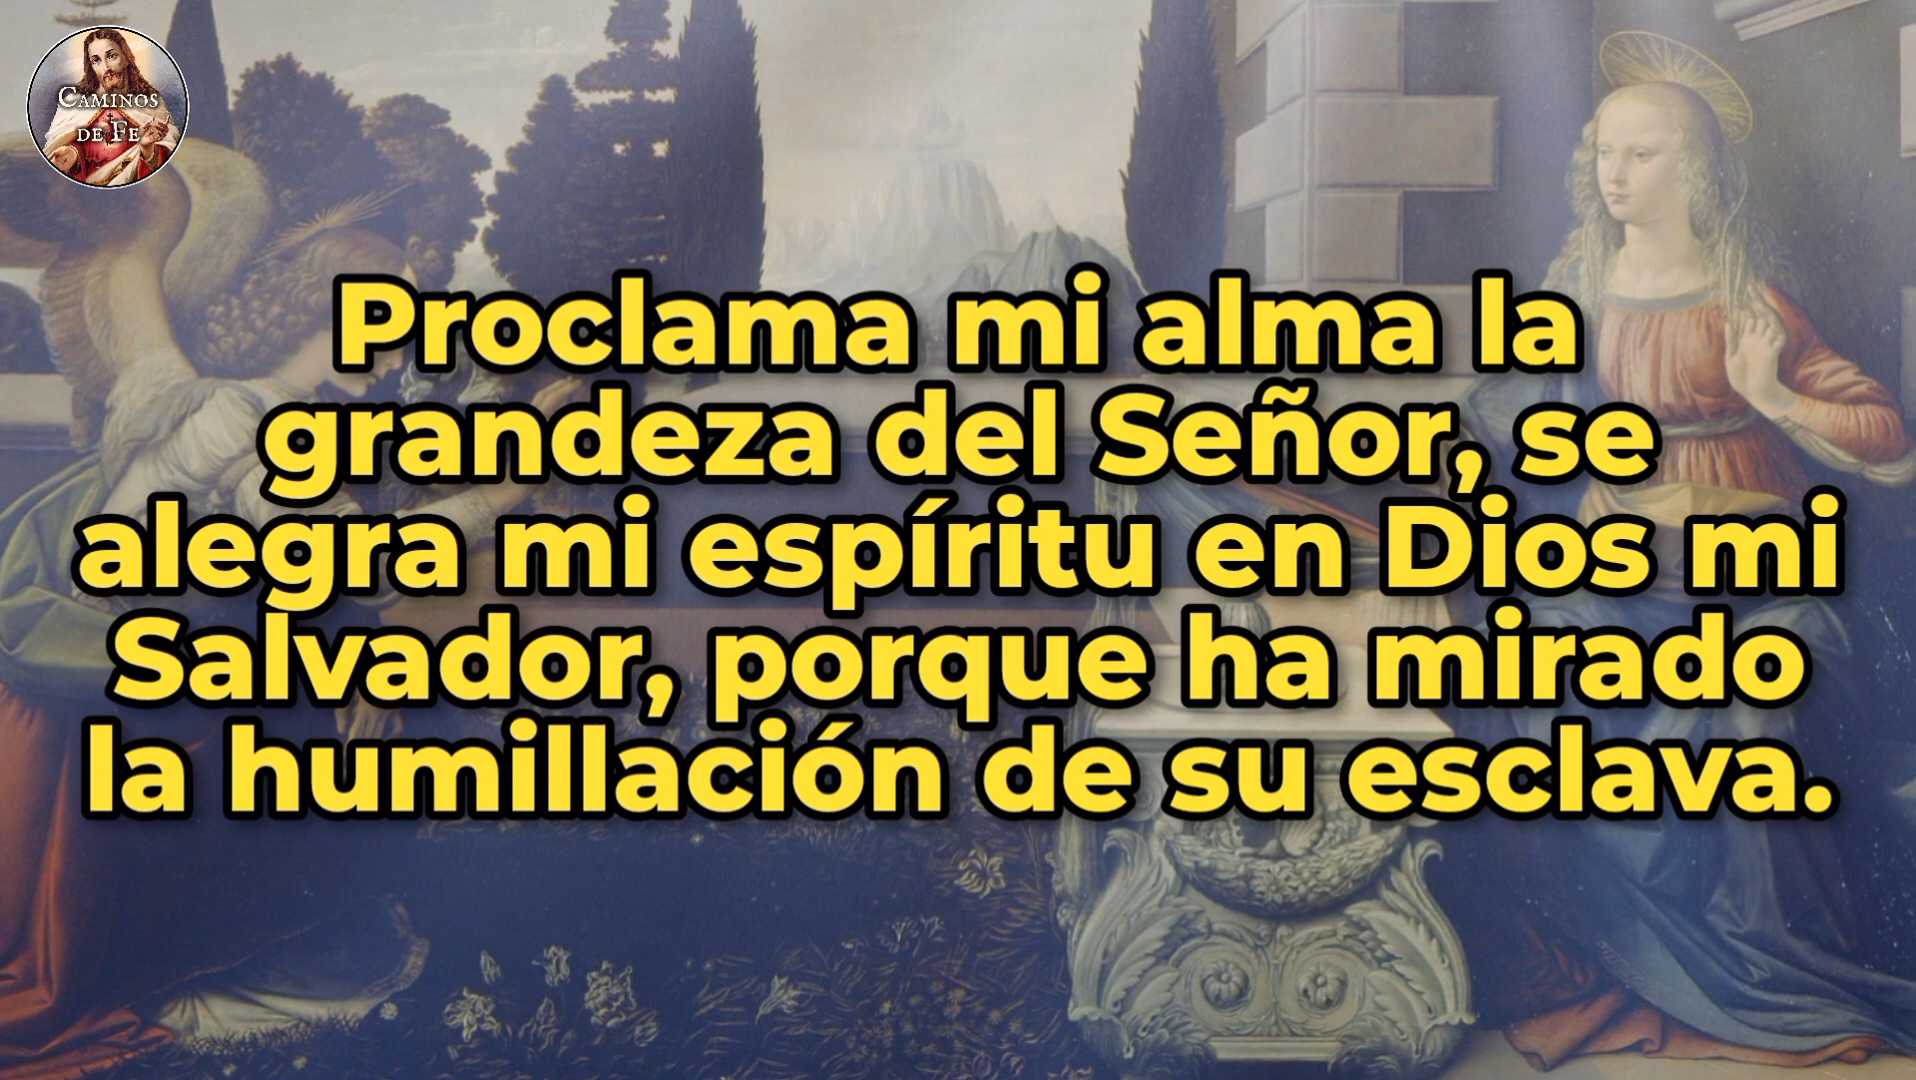 CAMINOS
DE FE
Proclama mi alma la
grandeza del Señor, se
alegra mi espíritu en Dios mi
Salvador, porque ha mirado
la humillación de su esclava.